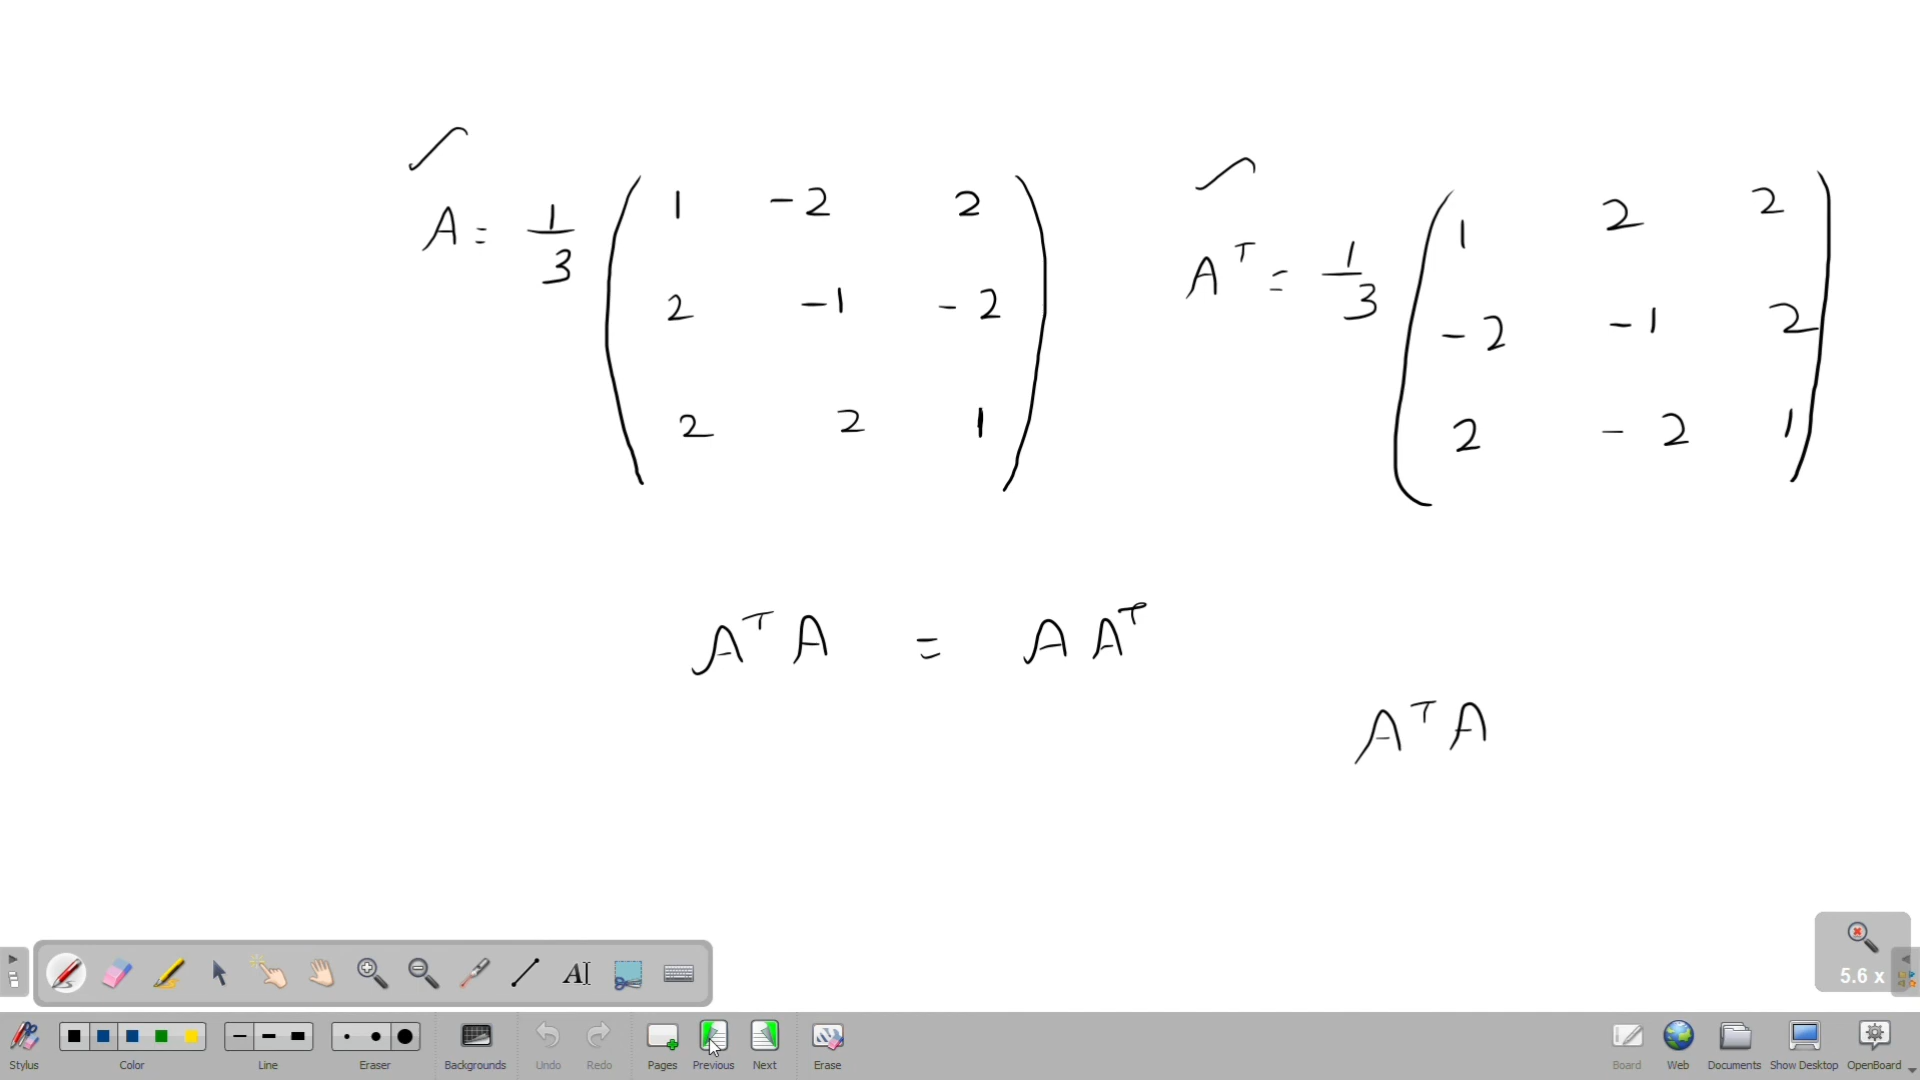 A = 1/3 ( 1 -2 2
2 -1 -2
2 2 1 )
A^T = 1/3 ( 1 2 2
-2 -1 2
2 -2 1 )
A^T A = A A^T
A^T A
5.6 x
Stylus Color Line Eraser Backgrounds Undo Redo Pages Previous Next Erase Board Web Documents Show Desktop OpenBoard